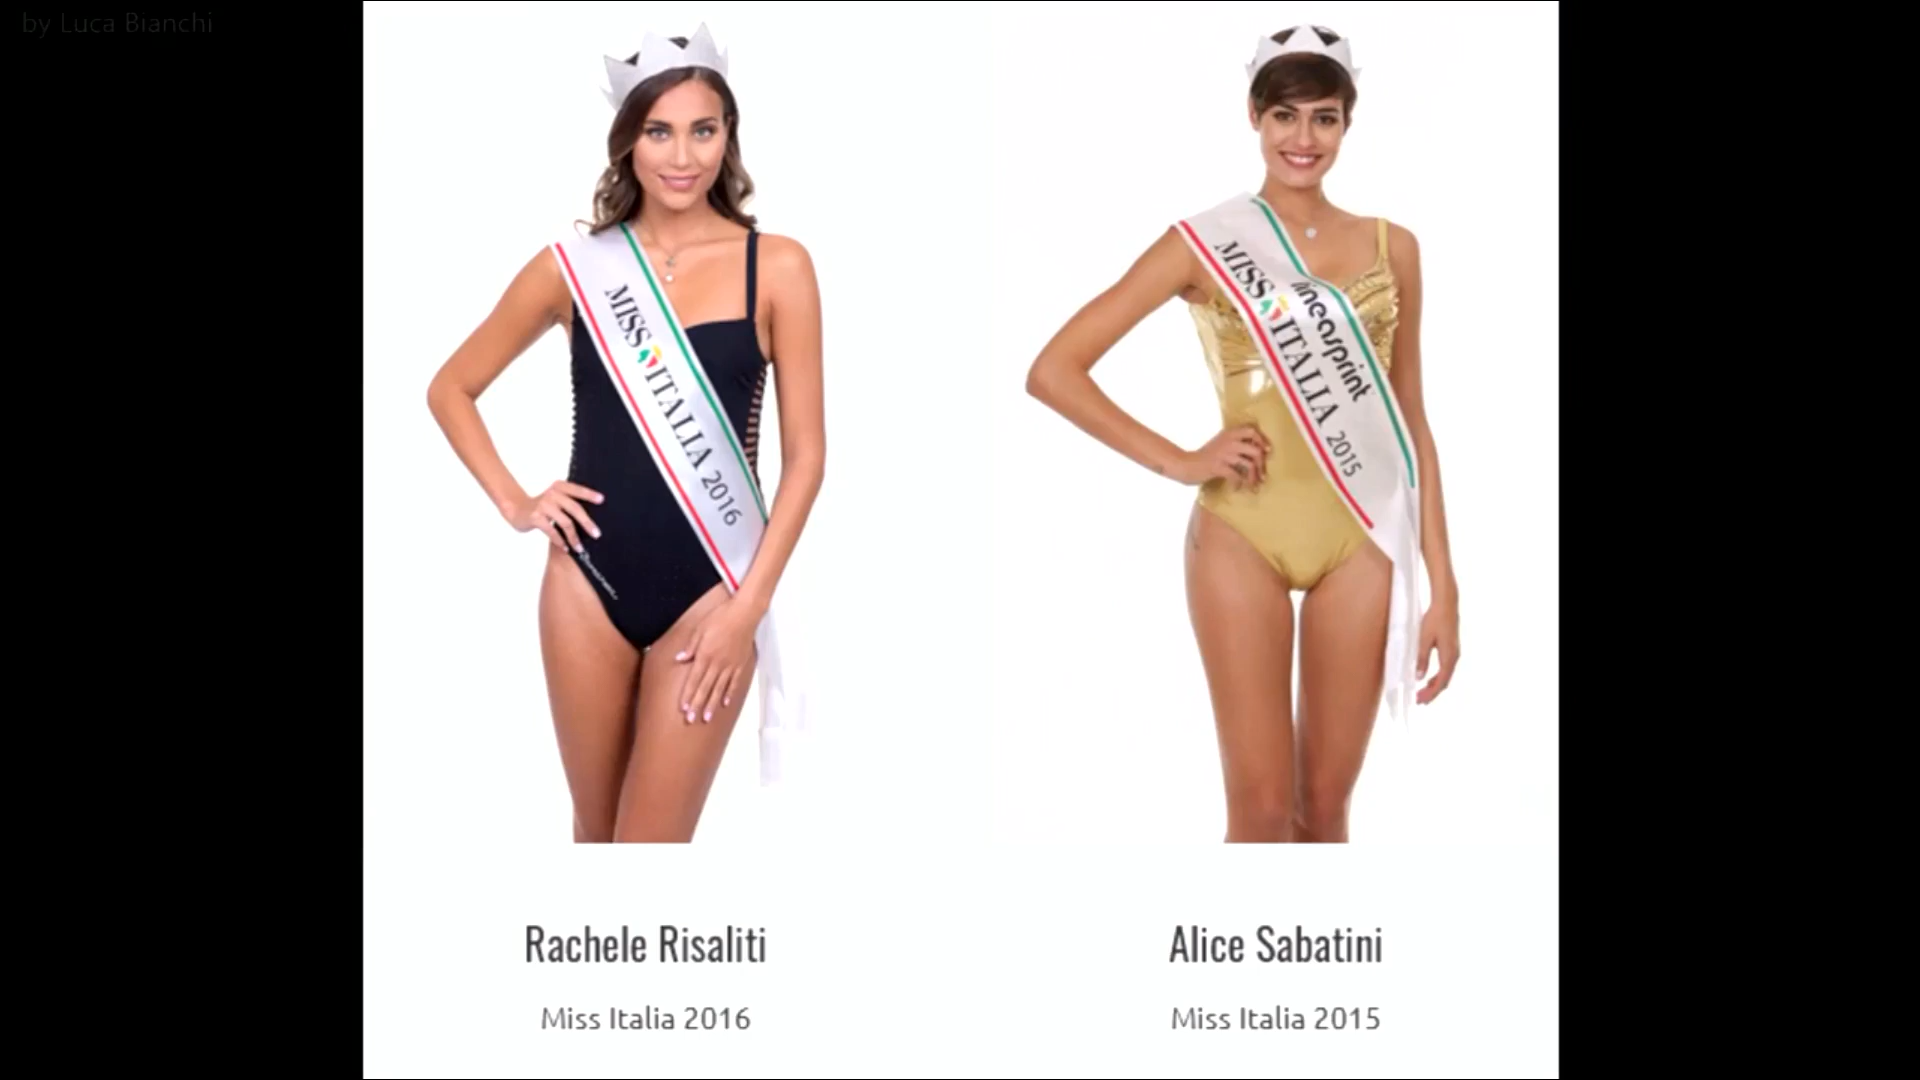 by Luca Bianchi
MISS ITALIA 2016
lineasprint
MISS ITALIA 2015
Rachele Risaliti
Alice Sabatini
Miss Italia 2016
Miss Italia 2015